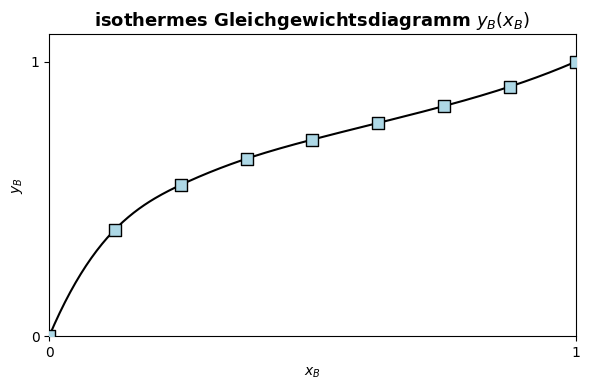 isothermes Gleichgewichtsdiagramm y_B(x_B)
1
y_B
0
0
1
x_B